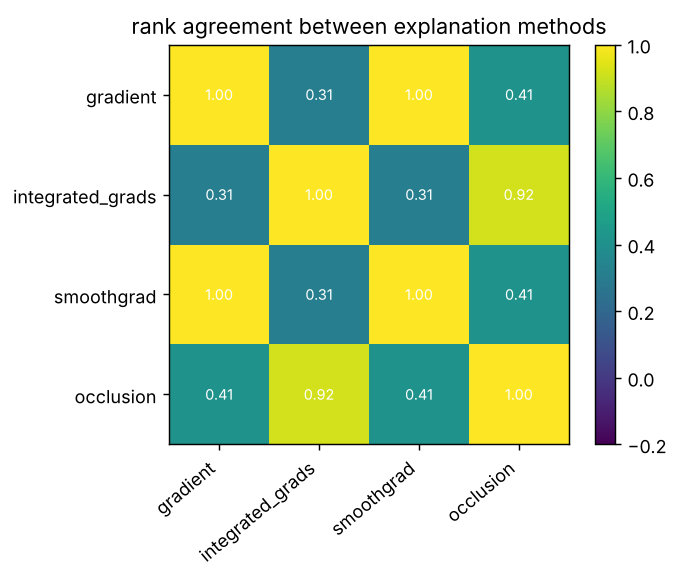 rank agreement between explanation methods
gradient 1.00 0.31 1.00 0.41
integrated_grads 0.31 1.00 0.31 0.92
smoothgrad 1.00 0.31 1.00 0.41
occlusion 0.41 0.92 0.41 1.00
gradient integrated_grads smoothgrad occlusion
1.0
0.8
0.6
0.4
0.2
0.0
−0.2